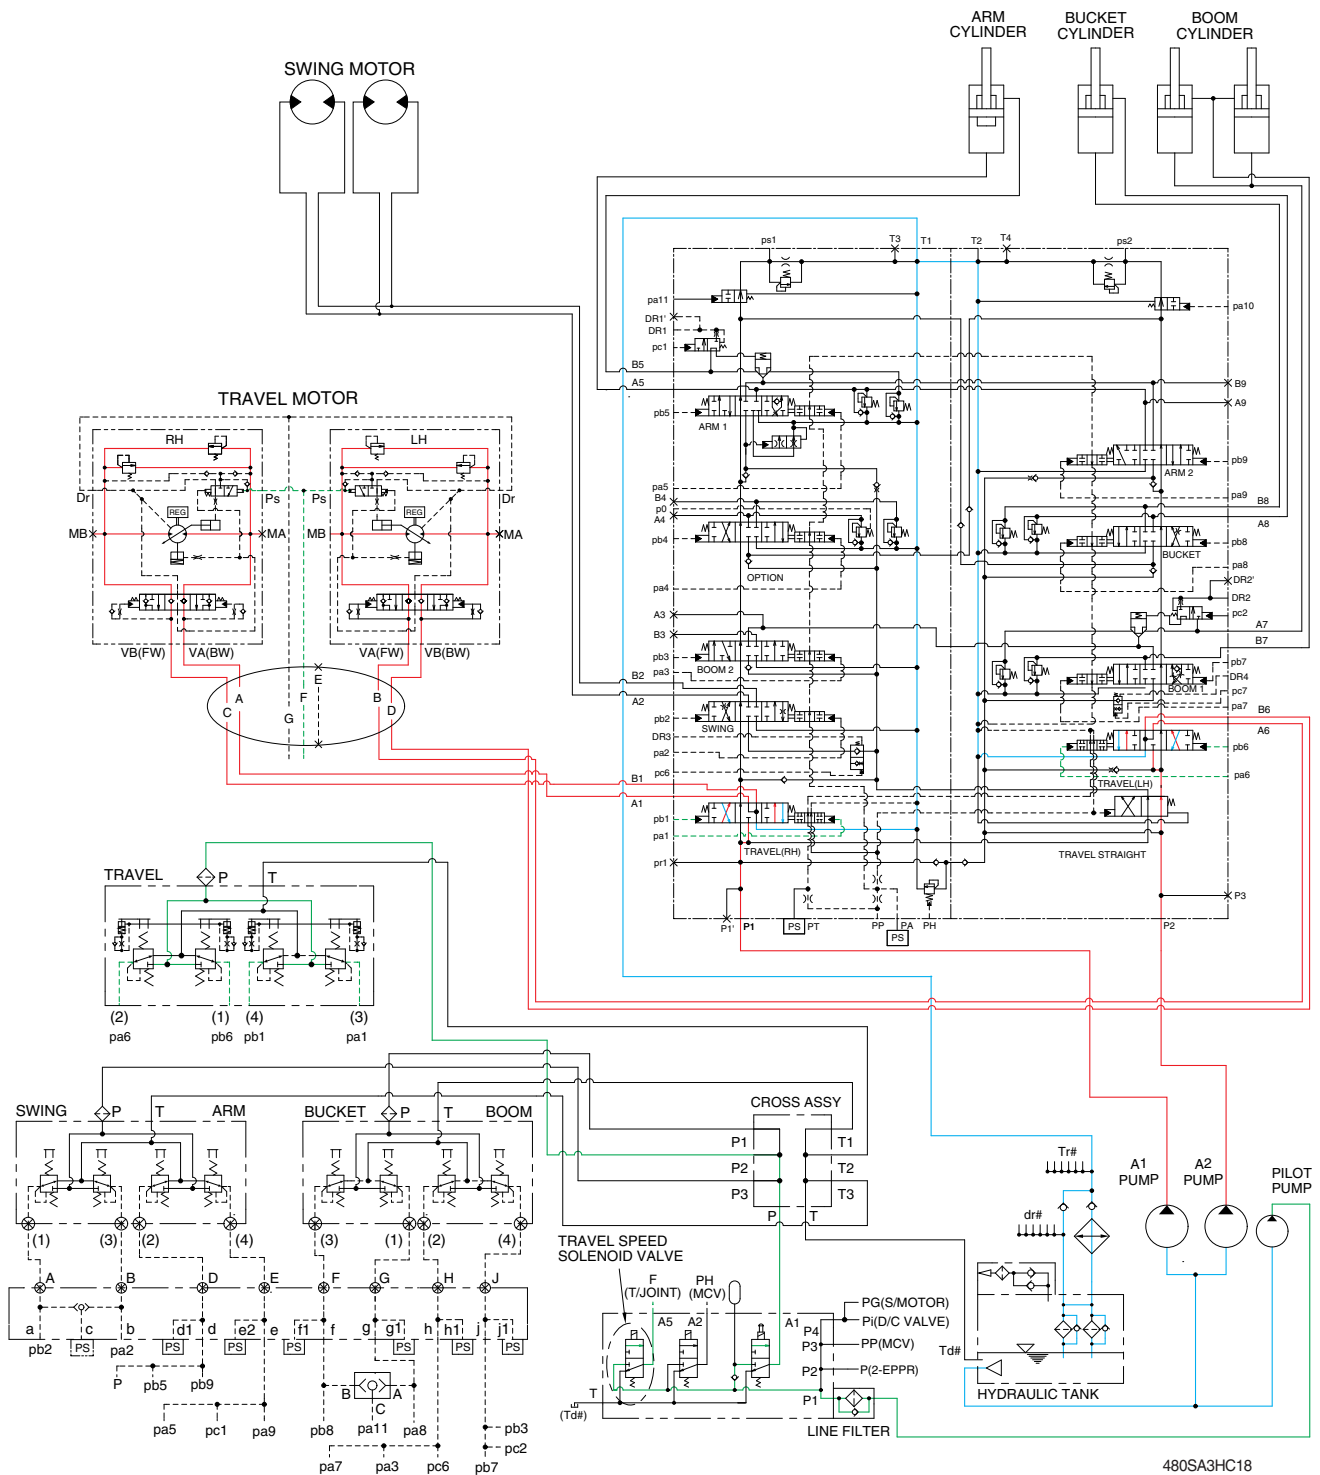 ARM
CYLINDER
BUCKET
CYLINDER
BOOM
CYLINDER
SWING MOTOR
ps1
T3
T1
T2
T4
ps2
pa11
pa10
DR1'
DR1
pc1
B5
A5
B9
A9
pb5
ARM 1
TRAVEL MOTOR
RH
LH
Dr
Ps
Ps
Dr
REG
REG
MB
MA
MB
MA
VB(FW)
VA(BW)
VA(FW)
VB(BW)
pb9
ARM 2
pa5
B4
p0
A4
pa9
B8
A8
pb4
OPTION
pb8
BUCKET
pa4
pa8
DR2'
DR2
pc2
A3
B3
A7
B7
pb3
BOOM 2
pa3
pb7
DR4
BOOM 1
pc7
pa7
B2
A2
B6
A6
pb2
SWING
DR3
pa2
pc6
pb6
pa6
TRAVEL(LH)
B1
A1
pb1
pa1
TRAVEL(RH)
TRAVEL STRAIGHT
pr1
P3
P1'
P1
PS
PT
PP
PA
PS
PH
P2
A
C
E
F
G
B
D
TRAVEL
P
T
(2)
(1)
(4)
(3)
pa6
pb6
pb1
pa1
SWING
P
T
ARM
BUCKET
P
T
BOOM
(1)
(3)
(2)
(4)
(3)
(1)
(2)
(4)
A
B
D
E
F
G
H
J
a
c
b
d1
d
e2
e
f1
f
g
g1
h
h1
j
j1
pb2
PS
pa2
PS
PS
PS
PS
PS
PS
P
pb5
pb9
pa5
pc1
pa9
B
A
C
pb8
pa11
pa8
pa7
pa3
pc6
pb3
pc2
pb7
CROSS ASSY
P1
T1
P2
T2
P3
T3
P
T
TRAVEL SPEED
SOLENOID VALVE
F
(T/JOINT)
PH
(MCV)
A5
A2
A1
P4
P3
P2
P1
PG(S/MOTOR)
Pi(D/C VALVE)
PP(MCV)
P(2-EPPR)
T
(Td#)
LINE FILTER
Tr#
dr#
Td#
HYDRAULIC TANK
A1
PUMP
A2
PUMP
PILOT
PUMP
480SA3HC18